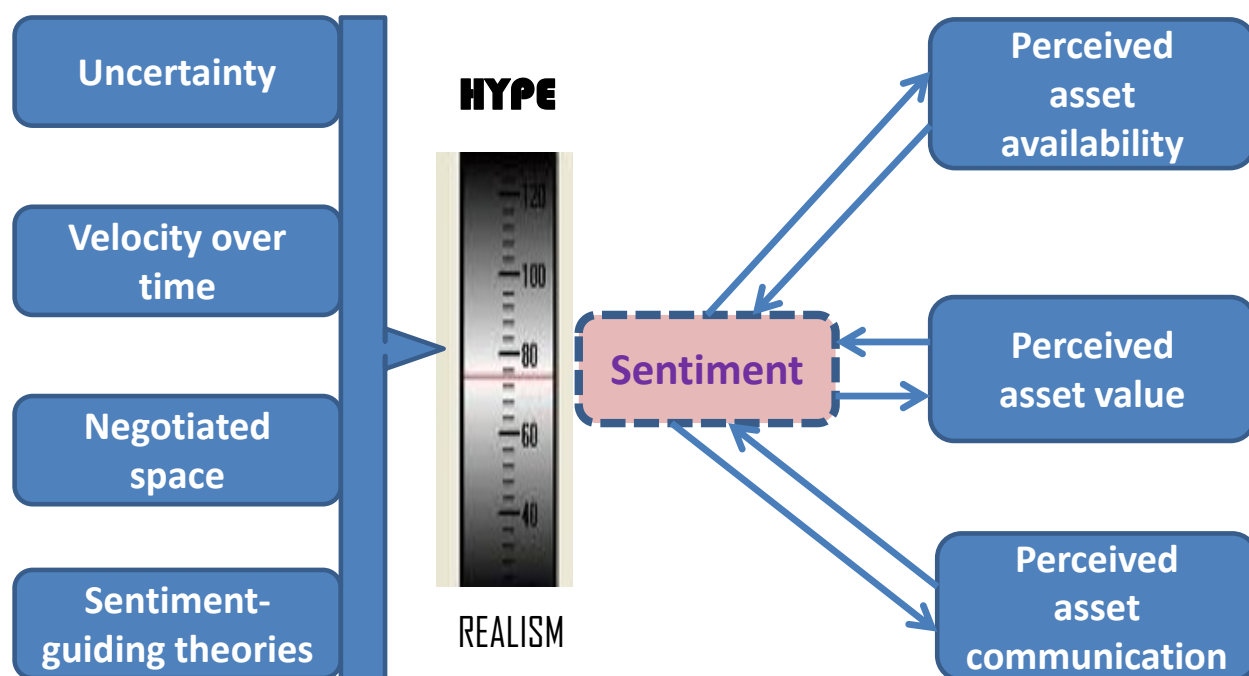 Uncertainty
Velocity over
time
Negotiated
space
Sentiment-
guiding theories
HYPE
120
100
80
60
40
REALISM
Sentiment
Perceived
asset
availability
Perceived
asset value
Perceived
asset
communication